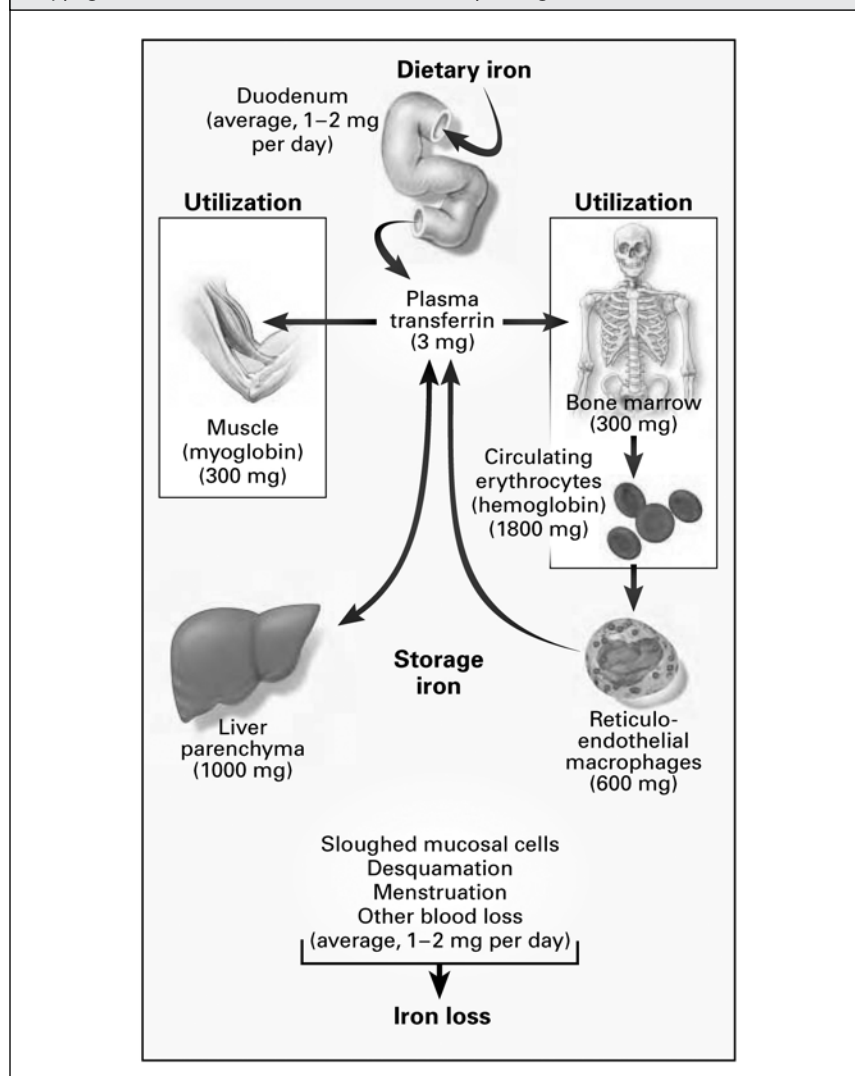 Dietary iron
Duodenum
(average, 1–2 mg
per day)
Utilization
Utilization
Plasma
transferrin
(3 mg)
Muscle
(myoglobin)
(300 mg)
Bone marrow
(300 mg)
Circulating
erythrocytes
(hemoglobin)
(1800 mg)
Storage
iron
Liver
parenchyma
(1000 mg)
Reticulo-
endothelial
macrophages
(600 mg)
Sloughed mucosal cells
Desquamation
Menstruation
Other blood loss
(average, 1–2 mg per day)
Iron loss